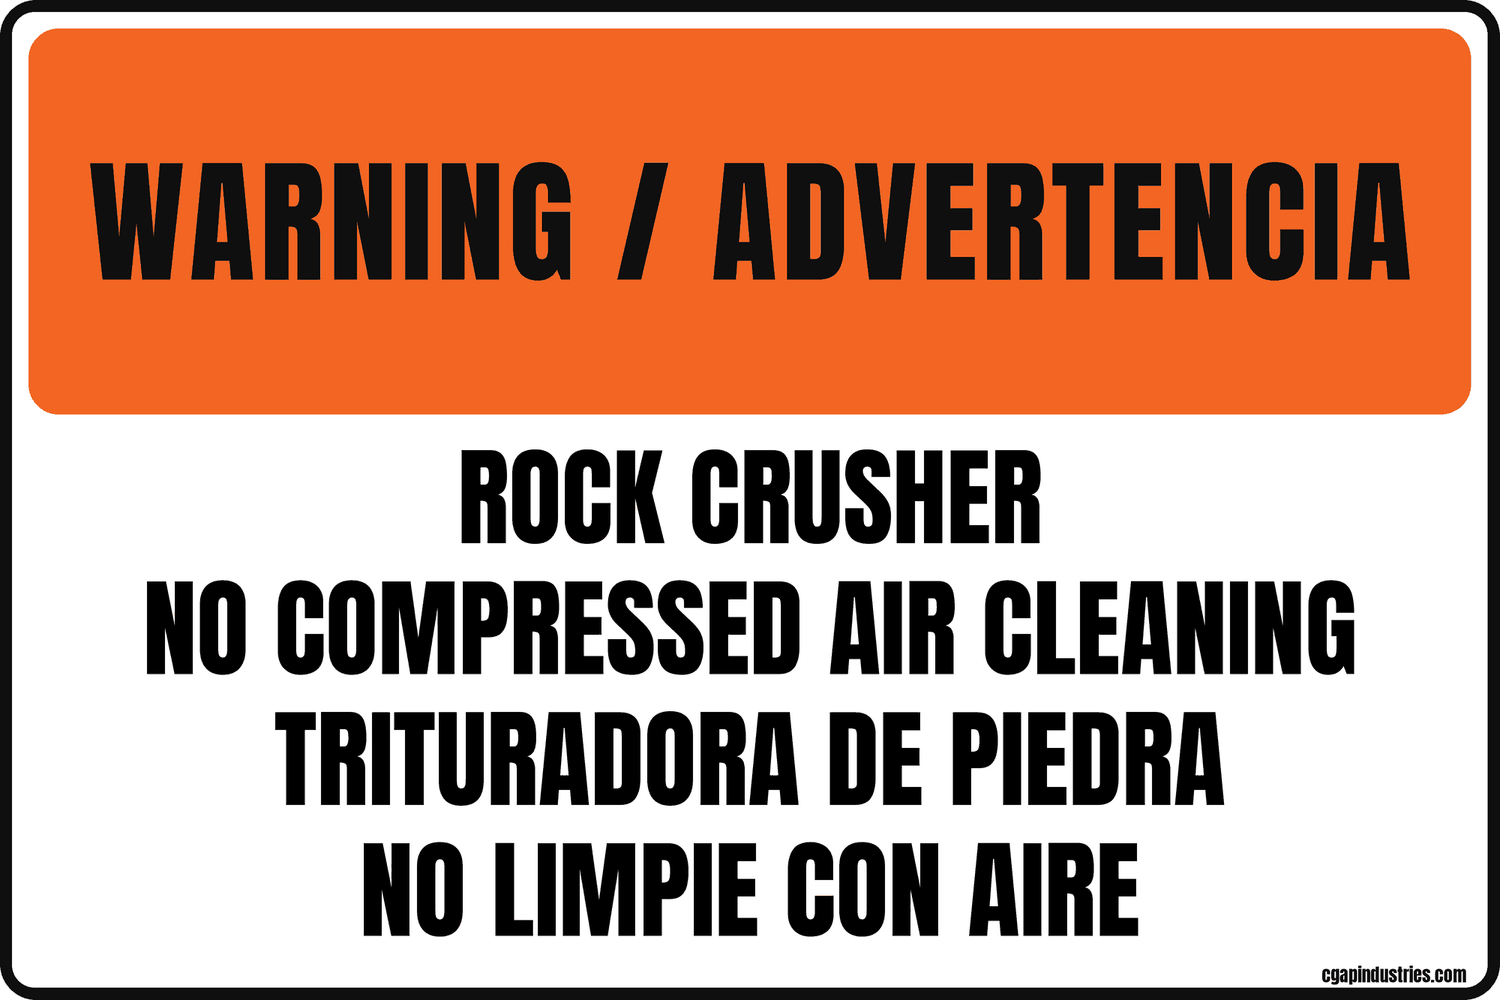 WARNING / ADVERTENCIA
ROCK CRUSHER
NO COMPRESSED AIR CLEANING
TRITURADORA DE PIEDRA
NO LIMPIE CON AIRE
cgapindustries.com